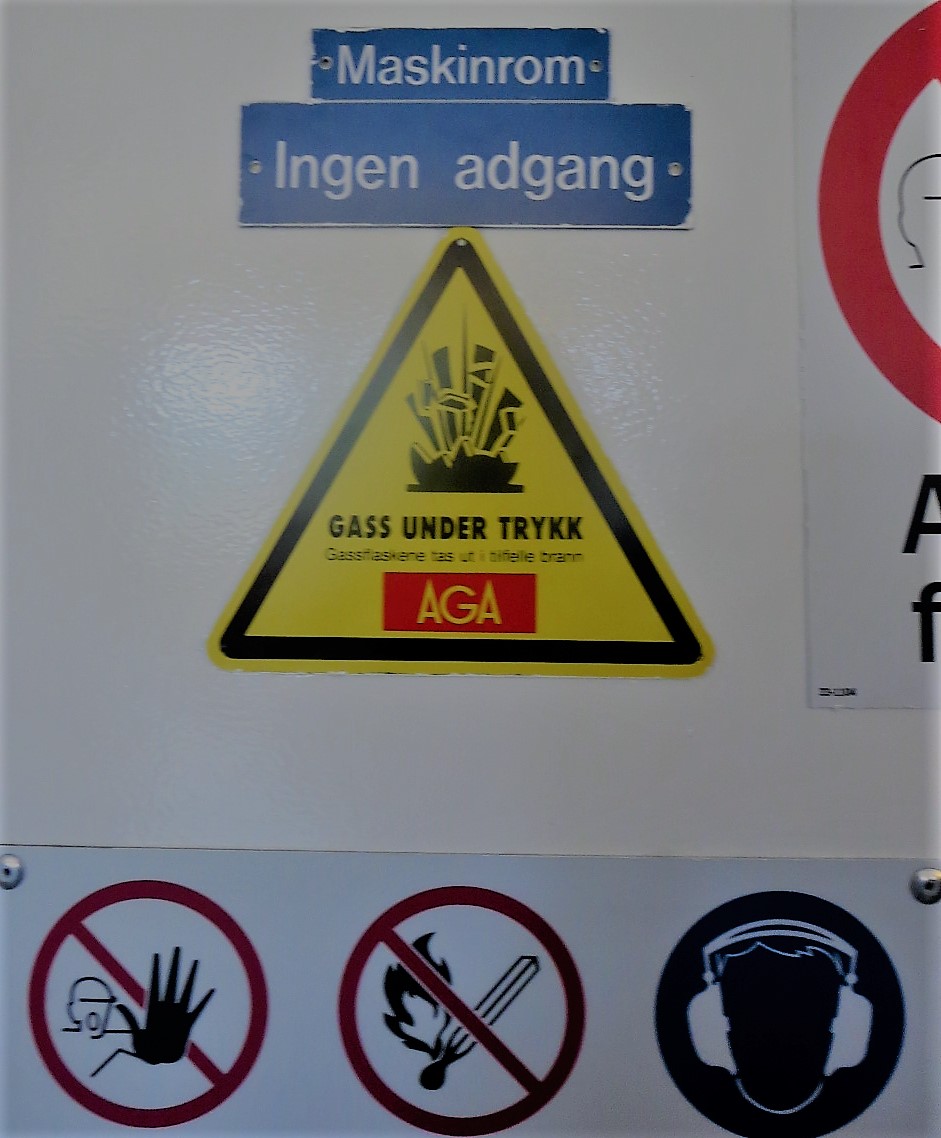 Maskinrom
Ingen adgang
GASS UNDER TRYKK
Gassflaskene tas ut i tilfelle brann
AGA
A
f